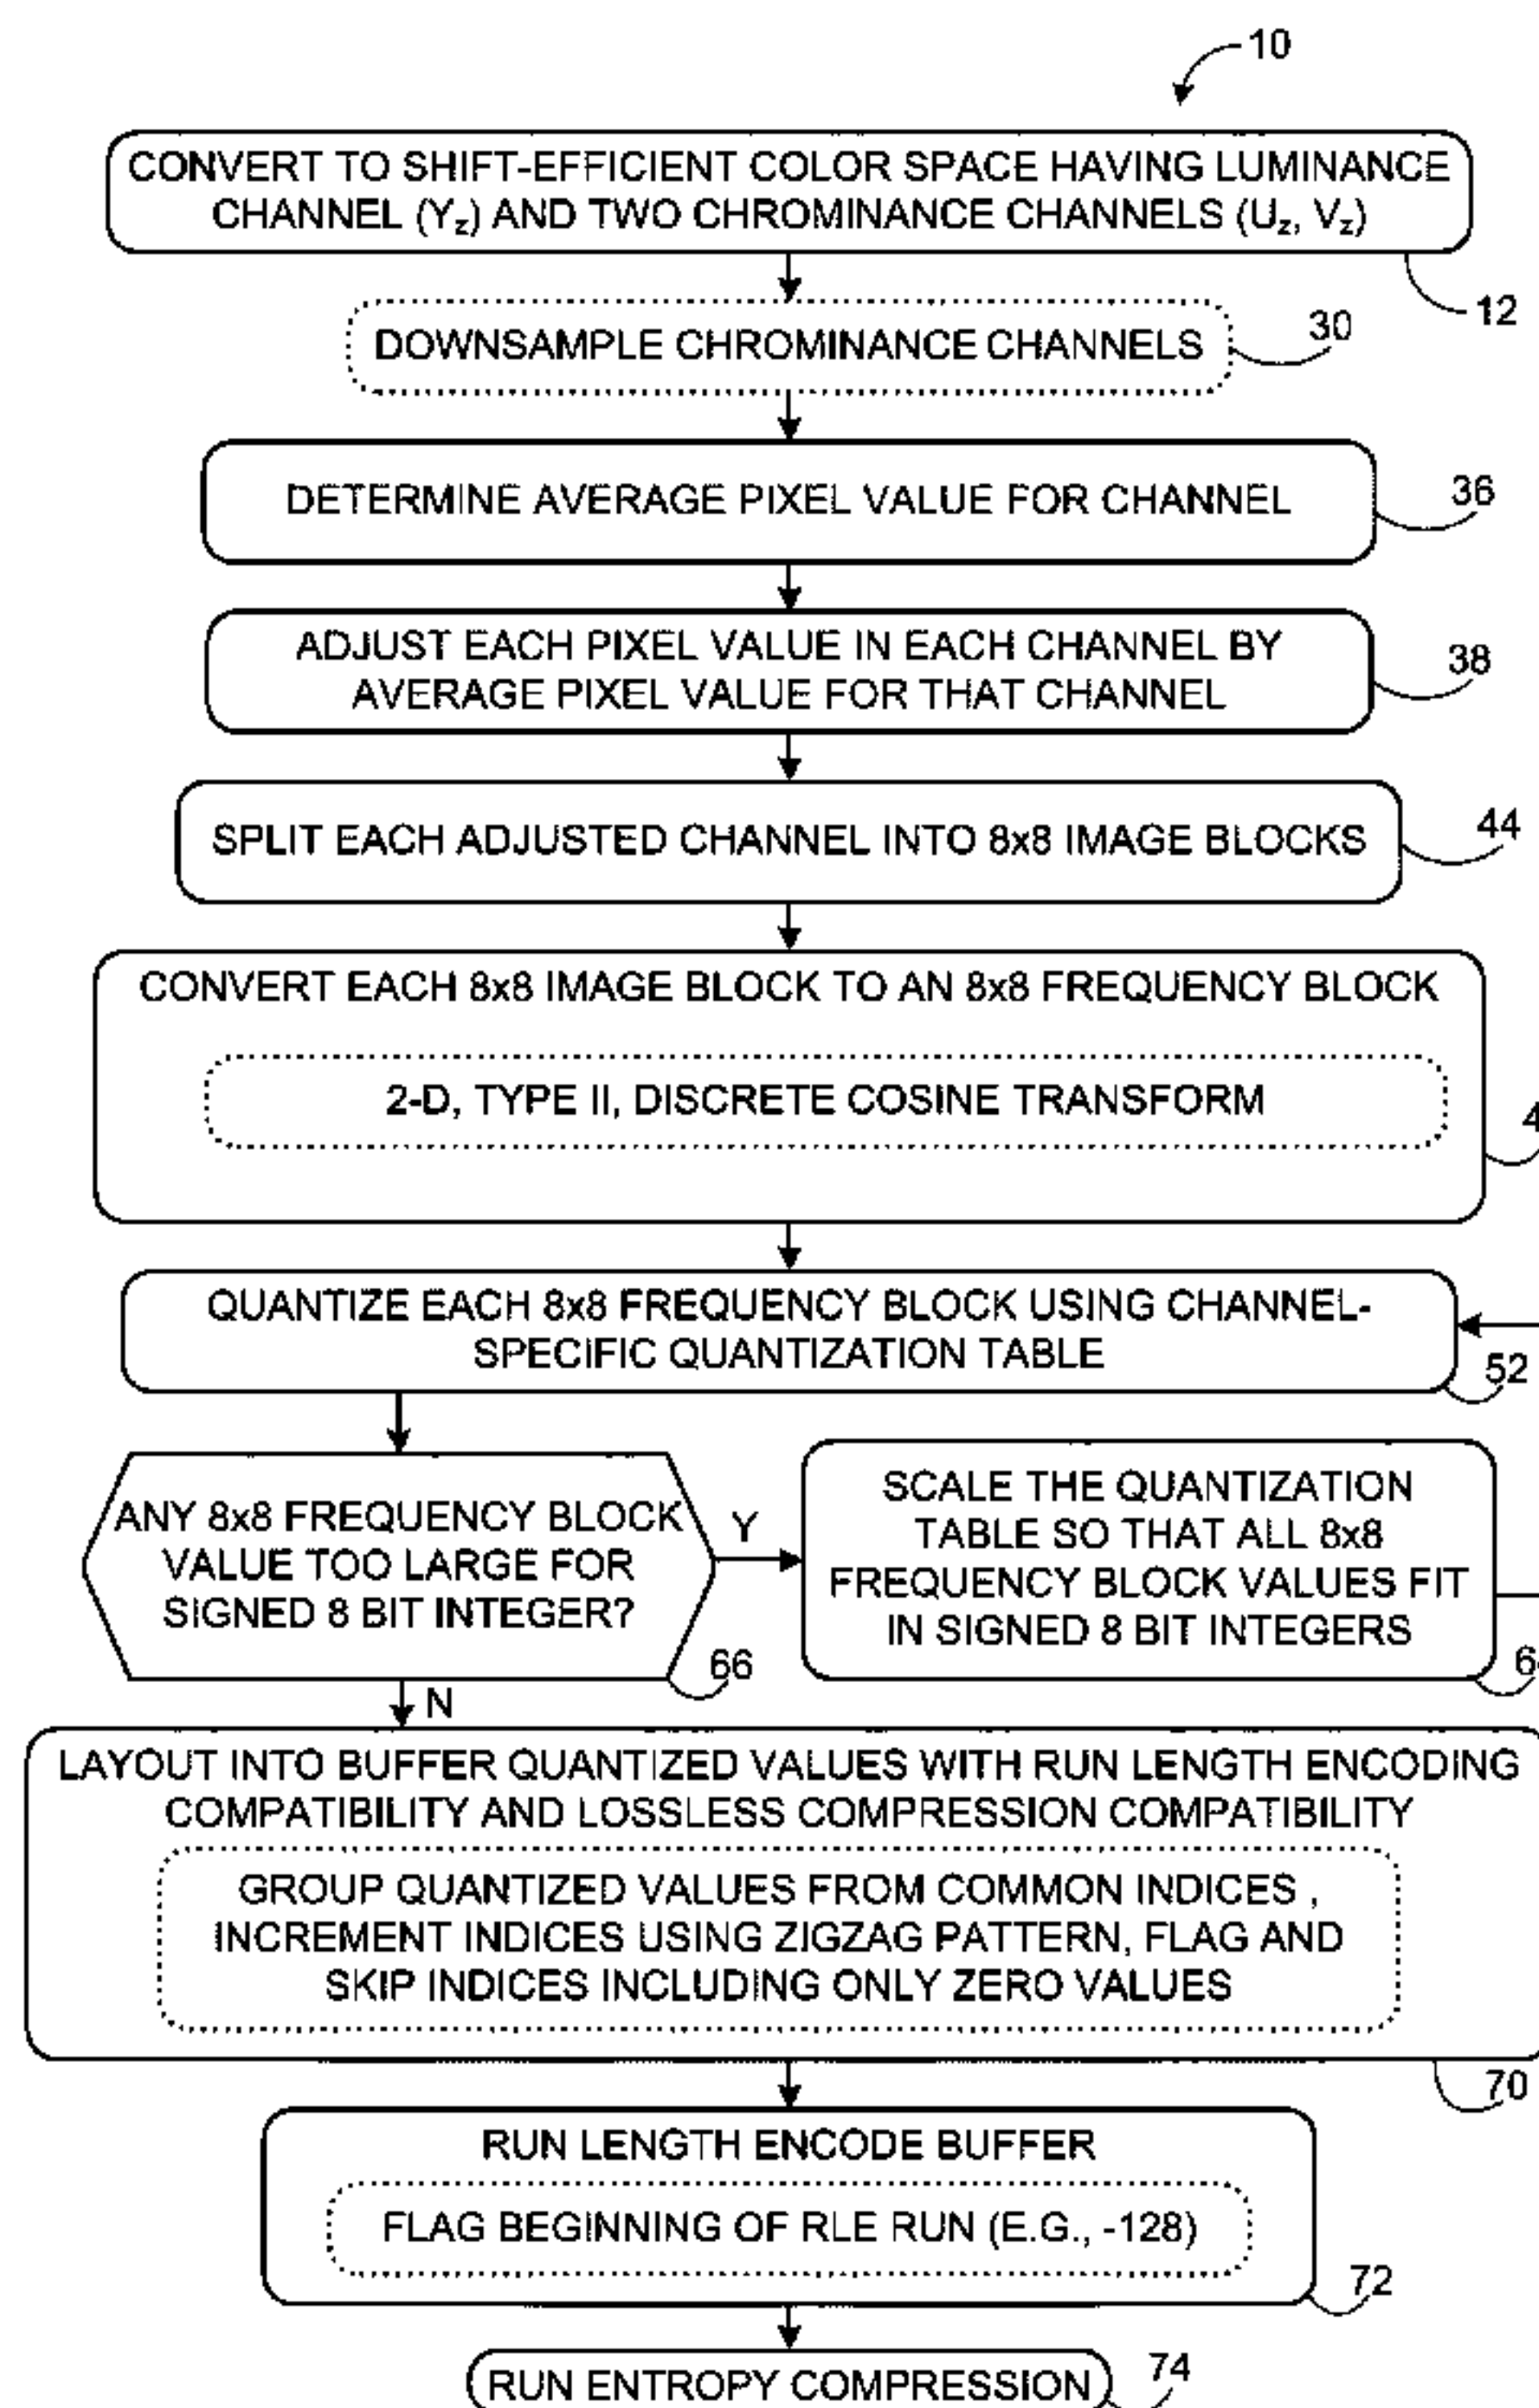 10
CONVERT TO SHIFT-EFFICIENT COLOR SPACE HAVING LUMINANCE
CHANNEL (Yz) AND TWO CHROMINANCE CHANNELS (Uz, Vz)
12
DOWNSAMPLE CHROMINANCE CHANNELS
30
DETERMINE AVERAGE PIXEL VALUE FOR CHANNEL
36
ADJUST EACH PIXEL VALUE IN EACH CHANNEL BY
AVERAGE PIXEL VALUE FOR THAT CHANNEL
38
SPLIT EACH ADJUSTED CHANNEL INTO 8x8 IMAGE BLOCKS
44
CONVERT EACH 8x8 IMAGE BLOCK TO AN 8x8 FREQUENCY BLOCK
2-D, TYPE II, DISCRETE COSINE TRANSFORM
QUANTIZE EACH 8x8 FREQUENCY BLOCK USING CHANNEL-
SPECIFIC QUANTIZATION TABLE
52
ANY 8x8 FREQUENCY BLOCK
VALUE TOO LARGE FOR
SIGNED 8 BIT INTEGER?
66
Y
SCALE THE QUANTIZATION
TABLE SO THAT ALL 8x8
FREQUENCY BLOCK VALUES FIT
IN SIGNED 8 BIT INTEGERS
N
LAYOUT INTO BUFFER QUANTIZED VALUES WITH RUN LENGTH ENCODING
COMPATIBILITY AND LOSSLESS COMPRESSION COMPATIBILITY
GROUP QUANTIZED VALUES FROM COMMON INDICES ,
INCREMENT INDICES USING ZIGZAG PATTERN, FLAG AND
SKIP INDICES INCLUDING ONLY ZERO VALUES
70
RUN LENGTH ENCODE BUFFER
FLAG BEGINNING OF RLE RUN (E.G., -128)
72
RUN ENTROPY COMPRESSION
74